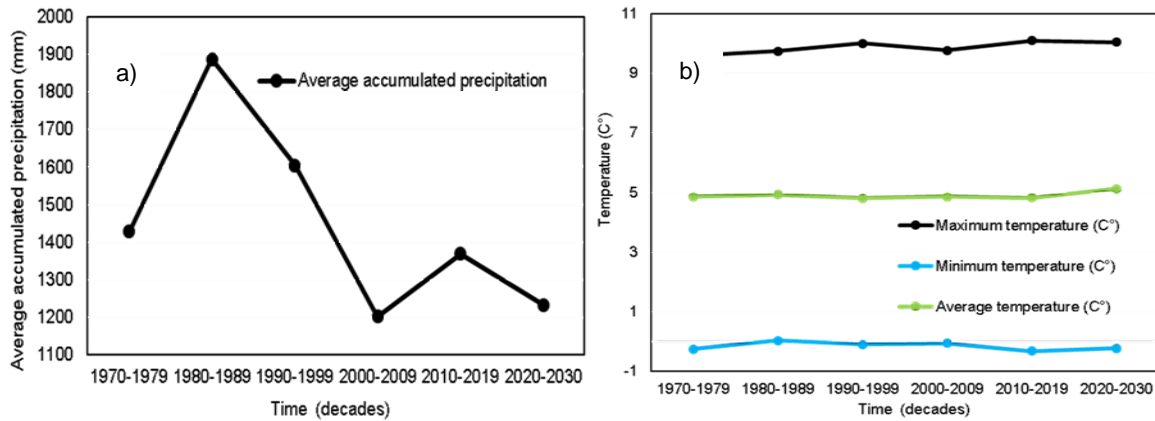 2000
1900
1800
1700
1600
1500
1400
1300
1200
1100
Average accumulated precipitation (mm)
a)
Average accumulated precipitation
1970-1979 1980-1989 1990-1999 2000-2009 2010-2019 2020-2030
Time (decades)
11
9
7
5
3
1
-1
Temperature (C°)
b)
Maximum temperature (C°)
Minimum temperature (C°)
Average temperature (C°)
1970-1979 1980-1989 1990-1999 2000-2009 2010-2019 2020-2030
Time (decades)